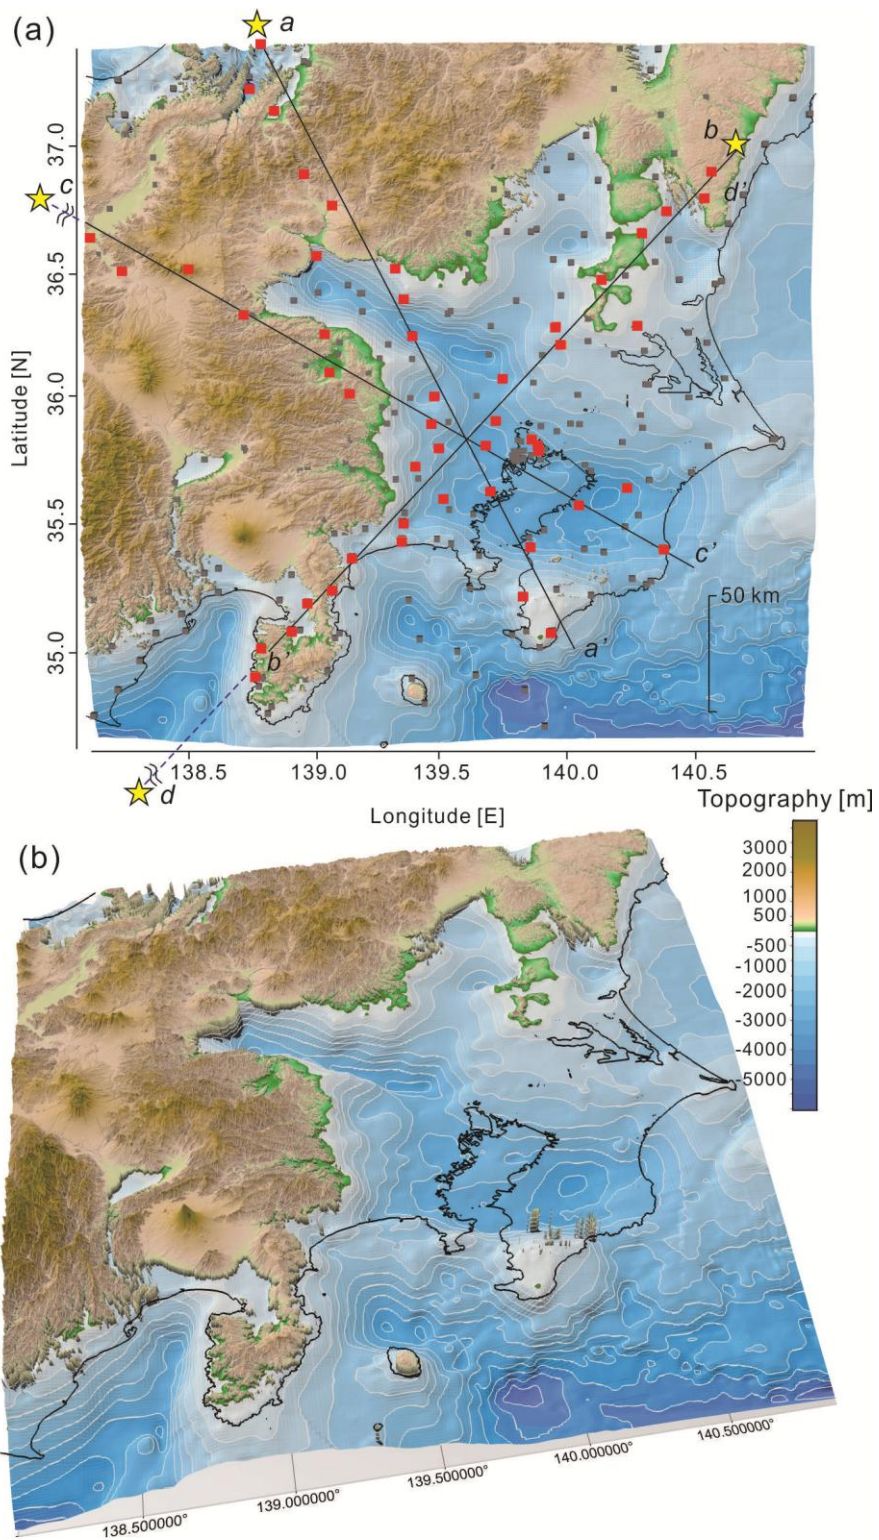 (a)
a
b
c
d'
37.0
36.5
36.0
35.5
35.0
Latitude [N]
c'
50 km
a'
b'
d
138.5
139.0
139.5
140.0
140.5
Longitude [E]
Topography [m]
(b)
3000
2000
1000
500
-500
-1000
-2000
-3000
-4000
-5000
138.500000°
139.000000°
139.500000°
140.000000°
140.500000°